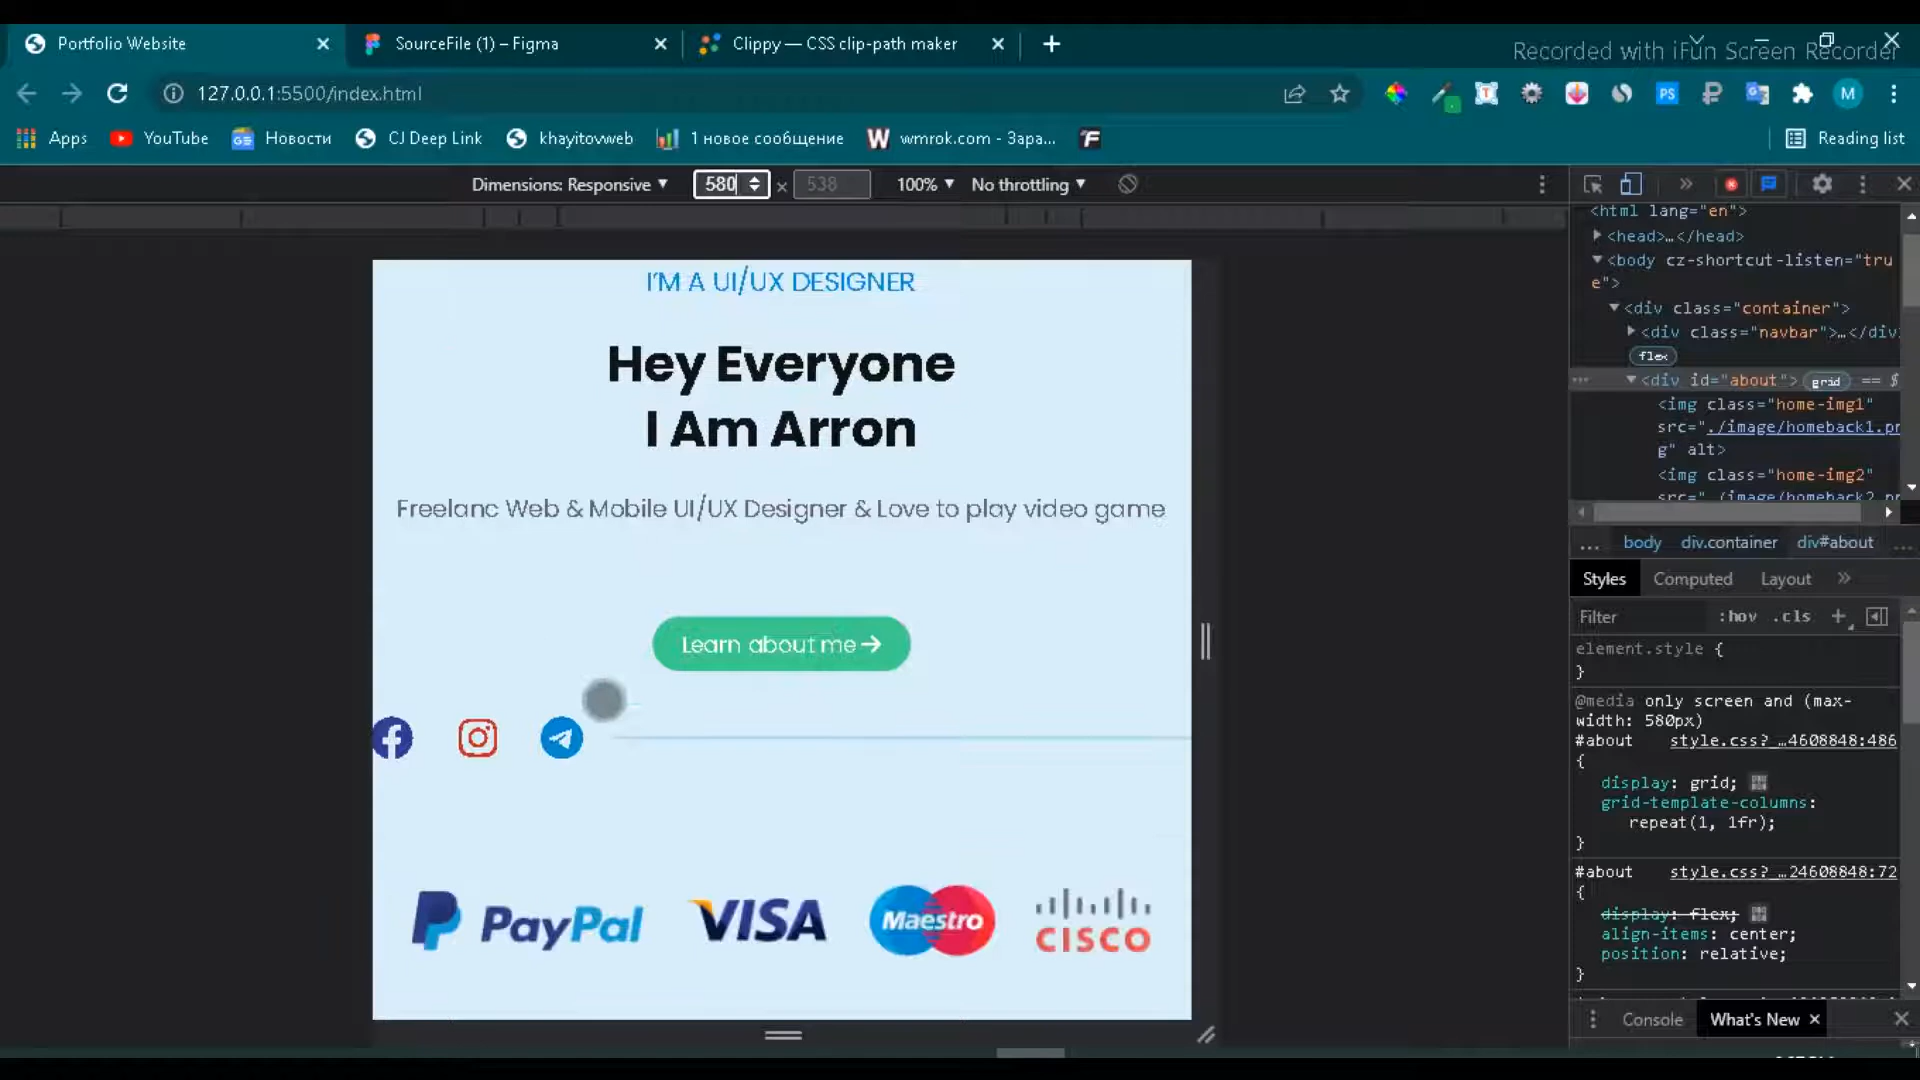 Portfolio Website
SourceFile (1) – Figma
Clippy — CSS clip-path maker
Recorded with iFun Screen Recorder
127.0.0.1:5500/index.html
PS
M
Apps
YouTube
Новости
CJ Deep Link
khayitovweb
1 новое сообщение
wmrok.com - Зара...
Reading list
Dimensions: Responsive
580
×
538
100%
No throttling
I'M A UI/UX DESIGNER
Hey Everyone
I Am Arron
Freelanc Web & Mobile UI/UX Designer & Love to play video game
Learn about me
PayPal
VISA
Maestro
CISCO
<html lang="en">
<head>…</head>
<body cz-shortcut-listen="tru
e">
<div class="container">
<div class="navbar">…</div
flex
<div id="about"> grid == $
<img class="home-img1"
src="./image/homeback1.pn
g" alt>
<img class="home-img2"
src="./image/homeback2.pn
... body div.container div#about ...
Styles Computed Layout
Filter :hov .cls
element.style {
}
@media only screen and (max-
width: 580px)
#about style.css?_…4608848:486
{
display: grid;
grid-template-columns:
repeat(1, 1fr);
}
#about style.css?_…24608848:72
{
display: flex;
align-items: center;
position: relative;
}
Console What's New